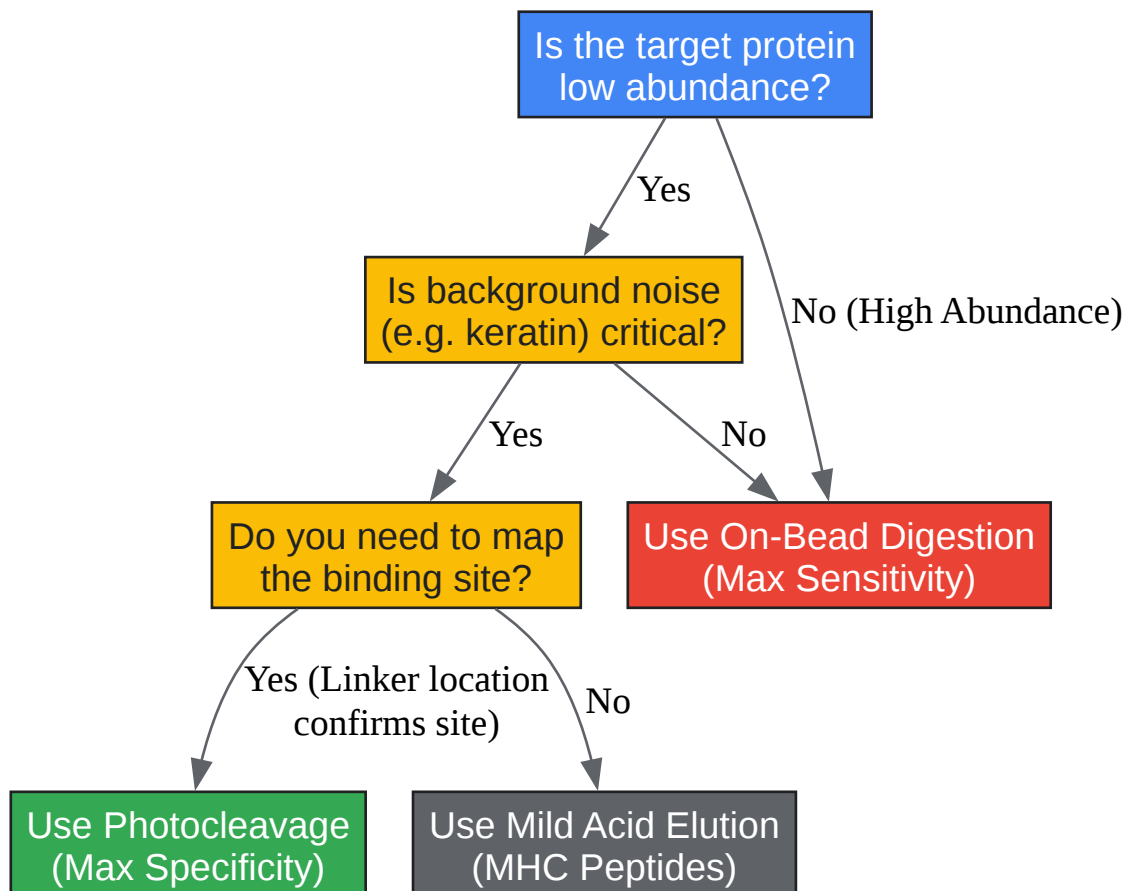 Is the target protein
low abundance?
Yes
Is background noise
(e.g. keratin) critical?
No (High Abundance)
Yes
No
Do you need to map
the binding site?
Use On-Bead Digestion
(Max Sensitivity)
Yes (Linker location
confirms site)
No
Use Photocleavage
(Max Specificity)
Use Mild Acid Elution
(MHC Peptides)